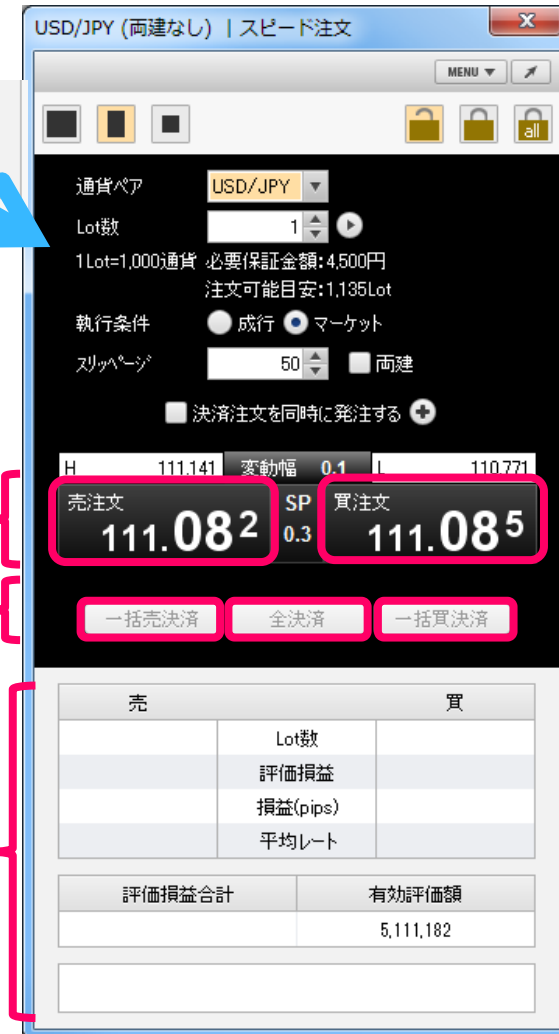 USD/JPY (両建なし) | スピード注文
MENU
all
通貨ペア USD/JPY
Lot数 1
1Lot=1,000通貨 必要保証金額:4,500円
注文可能目安:1,135Lot
執行条件 成行 マーケット
スリッページ 50 両建
決済注文を同時に発注する
H 111.141 変動幅 0.1 L 110.771
売注文 SP 買注文
111.082 0.3 111.085
一括売決済 全決済 一括買決済
売 買
Lot数
評価損益
損益(pips)
平均レート
評価損益合計 有効評価額
5,111,182